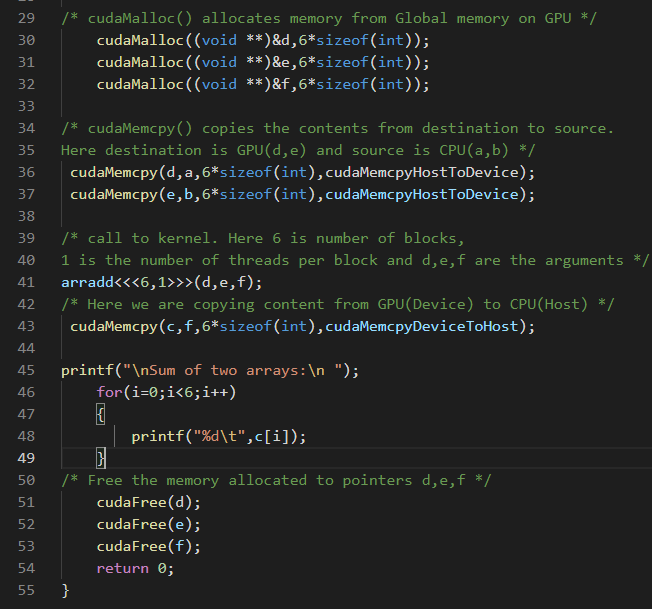 29 /* cudaMalloc() allocates memory from Global memory on GPU */
30 cudaMalloc((void **)&d,6*sizeof(int));
31 cudaMalloc((void **)&e,6*sizeof(int));
32 cudaMalloc((void **)&f,6*sizeof(int));
33
34 /* cudaMemcpy() copies the contents from destination to source.
35 Here destination is GPU(d,e) and source is CPU(a,b) */
36 cudaMemcpy(d,a,6*sizeof(int),cudaMemcpyHostToDevice);
37 cudaMemcpy(e,b,6*sizeof(int),cudaMemcpyHostToDevice);
38
39 /* call to kernel. Here 6 is number of blocks,
40 1 is the number of threads per block and d,e,f are the arguments */
41 arradd<<<6,1>>>(d,e,f);
42 /* Here we are copying content from GPU(Device) to CPU(Host) */
43 cudaMemcpy(c,f,6*sizeof(int),cudaMemcpyDeviceToHost);
44
45 printf("\nSum of two arrays:\n ");
46 for(i=0;i<6;i++)
47 {
48 printf("%d\t",c[i]);
49 }
50 /* Free the memory allocated to pointers d,e,f */
51 cudaFree(d);
52 cudaFree(e);
53 cudaFree(f);
54 return 0;
55 }